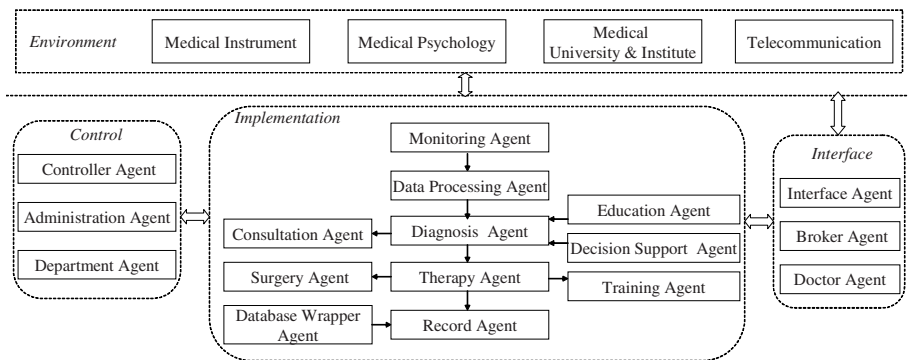 Environment
Medical Instrument
Medical Psychology
Medical
University & Institute
Telecommunication
Control
Controller Agent
Administration Agent
Department Agent
Implementation
Monitoring Agent
Data Processing Agent
Diagnosis Agent
Therapy Agent
Record Agent
Consultation Agent
Surgery Agent
Database Wrapper
Agent
Education Agent
Decision Support Agent
Training Agent
Interface
Interface Agent
Broker Agent
Doctor Agent